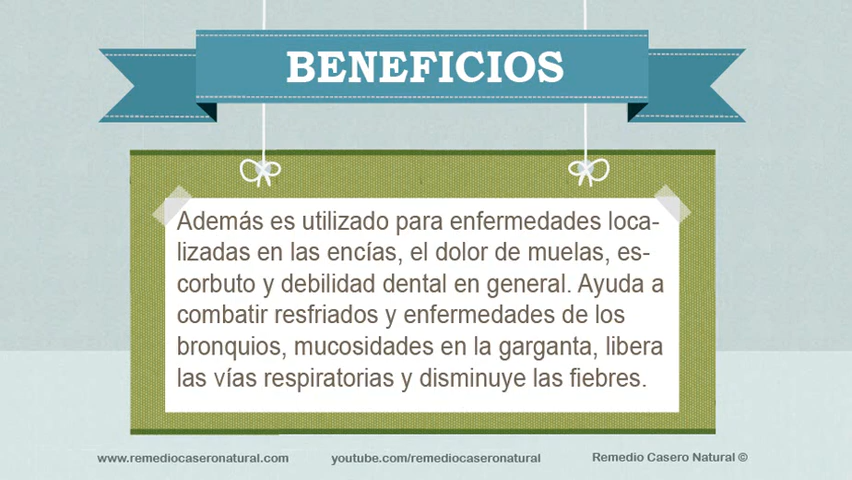 BENEFICIOS
Además es utilizado para enfermedades loca-
lizadas en las encías, el dolor de muelas, es-
corbuto y debilidad dental en general. Ayuda a
combatir resfriados y enfermedades de los
bronquios, mucosidades en la garganta, libera
las vías respiratorias y disminuye las fiebres.
www.remediocaseronatural.com youtube.com/remediocaseronatural Remedio Casero Natural ©